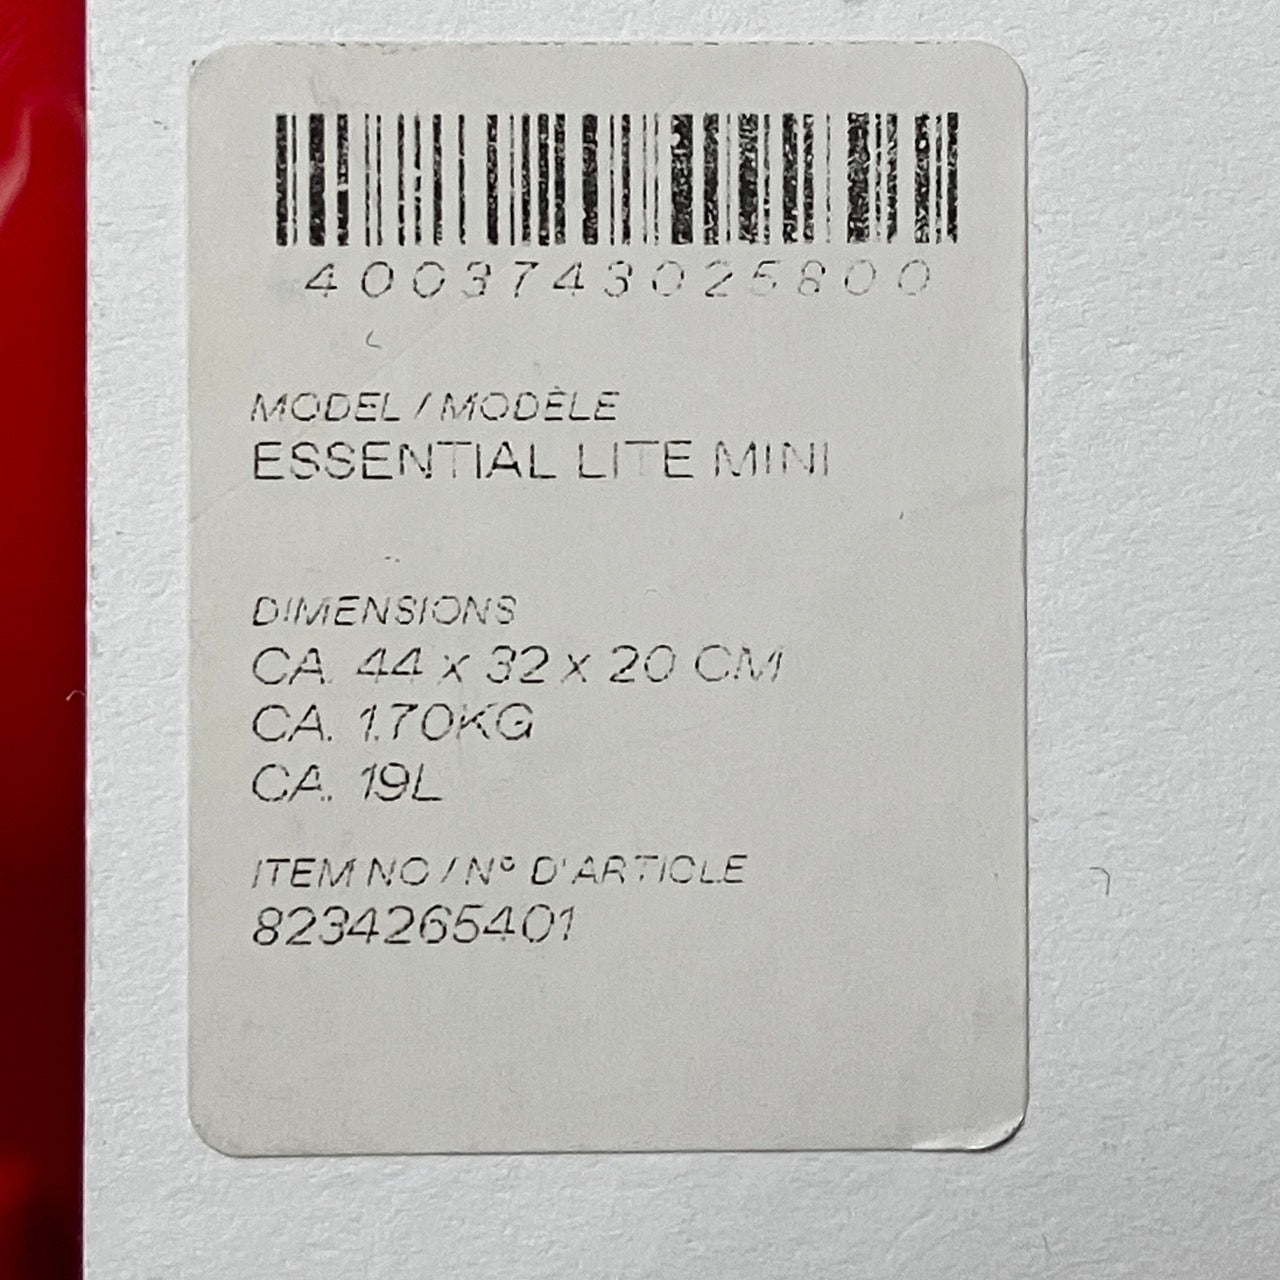 4003743025800
MODEL / MODÈLE
ESSENTIAL LITE MINI
DIMENSIONS
CA. 44 x 32 x 20 CM
CA. 1.70KG
CA. 19L
ITEM NO / N° D'ARTICLE
8234265401